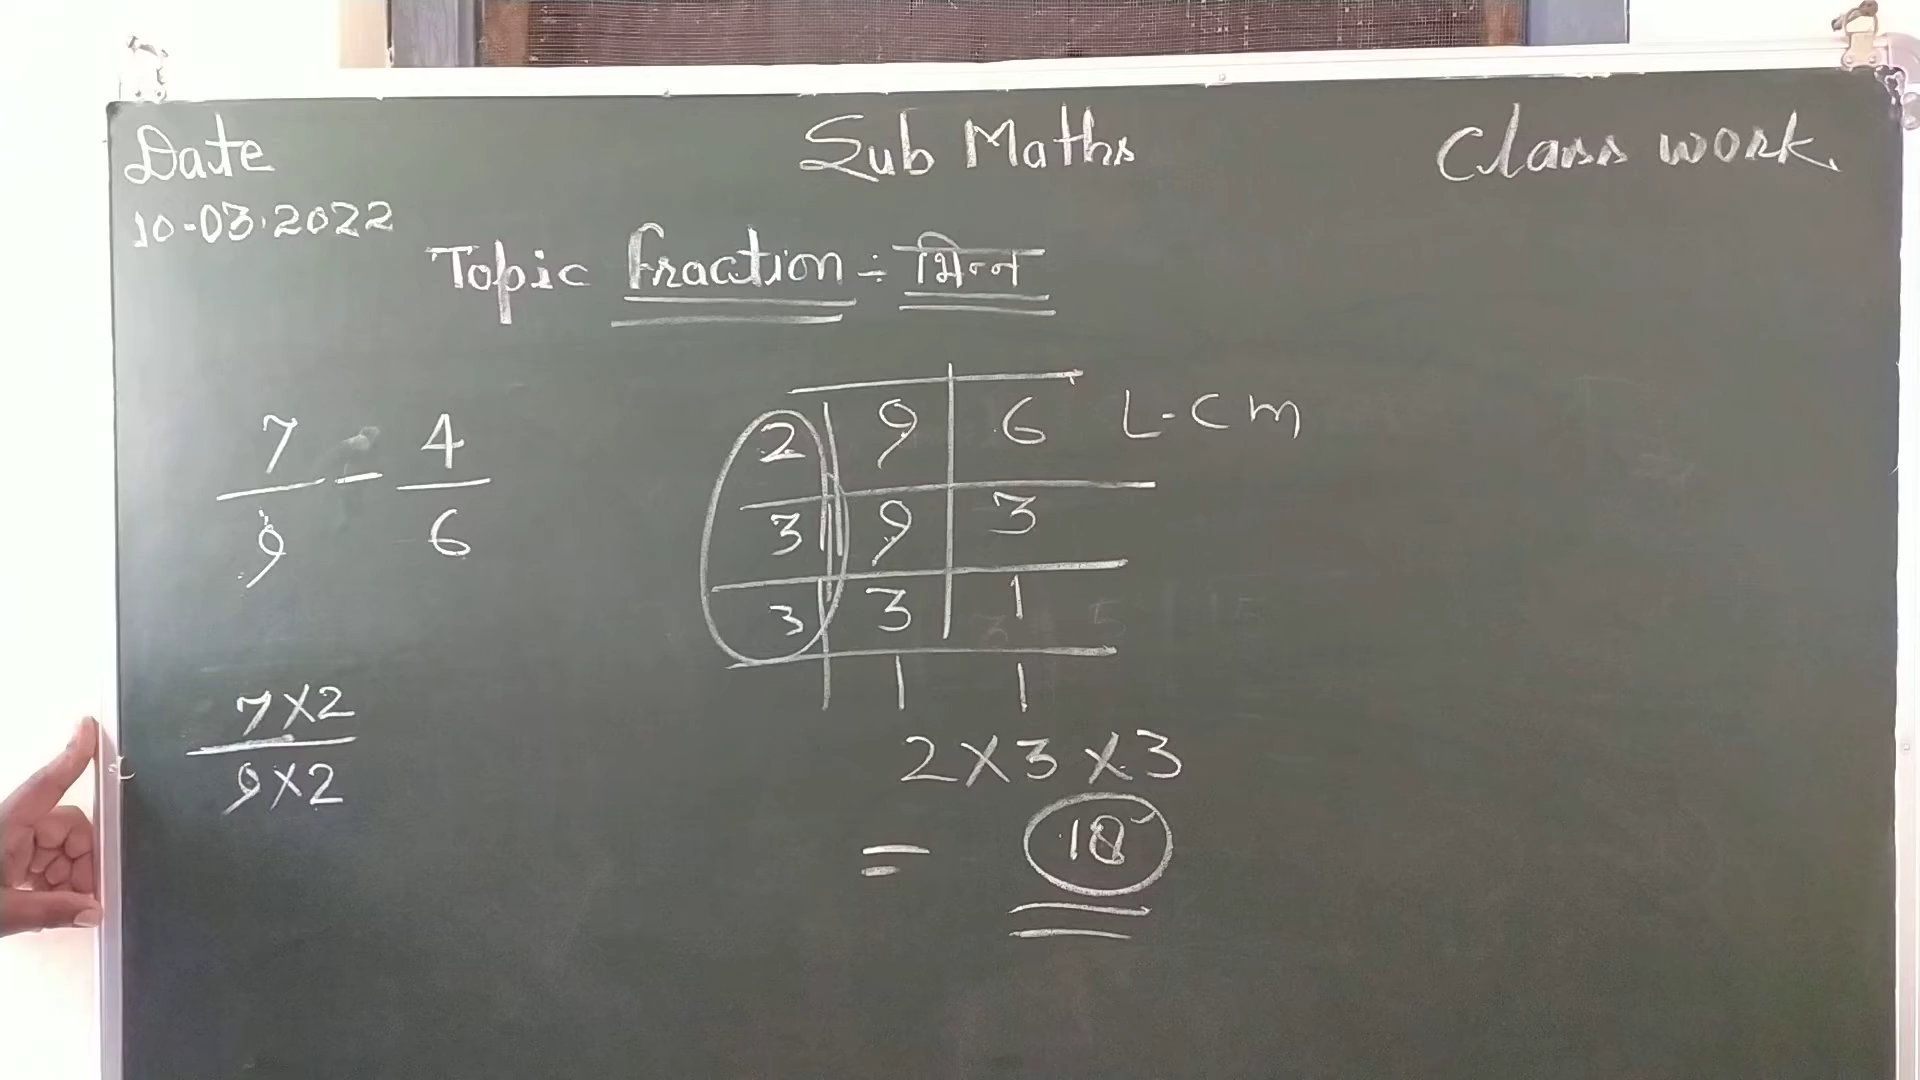 Date
Sub Maths
Class work
10-03.2022
Topic Fraction ÷ भिन्न
7/9 - 4/6
2 | 9 | 6 L.C m
3 | 9 | 3
3 | 3 | 1
1 1
7×2/9×2
2×3×3
= 18